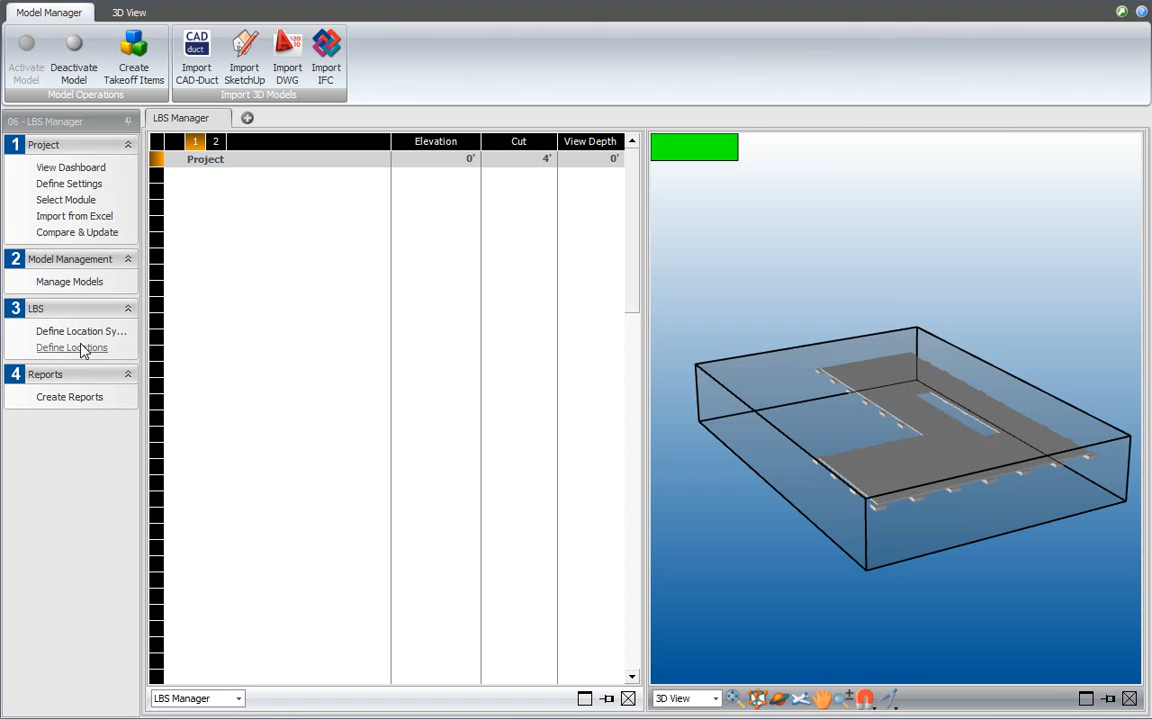 Model Manager
3D View
Activate Model
Deactivate Model
Create Takeoff Items
Model Operations
CAD duct
Import CAD-Duct
Import SketchUp
Import DWG
Import IFC
Import 3D Models
06 - LBS Manager
1 Project
View Dashboard
Define Settings
Select Module
Import from Excel
Compare & Update
2 Model Management
Manage Models
3 LBS
Define Location Sy...
Define Locations
4 Reports
Create Reports
LBS Manager
1 2 Elevation Cut View Depth
Project 0' 4' 0'
LBS Manager
3D View